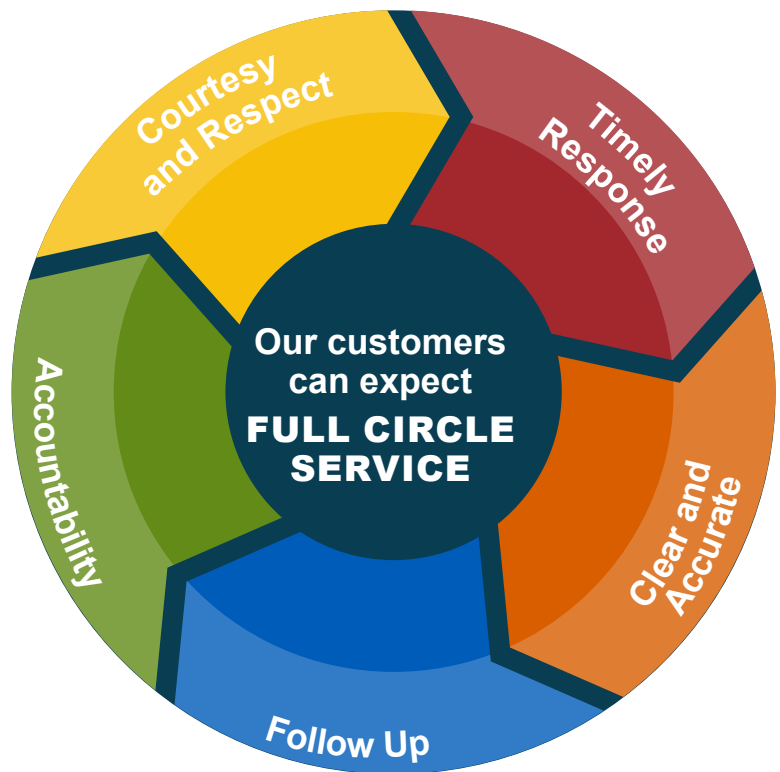 Courtesy
and Respect
Timely
Response
Our customers
can expect
FULL CIRCLE
SERVICE
Clear and
Accurate
Follow Up
Accountability